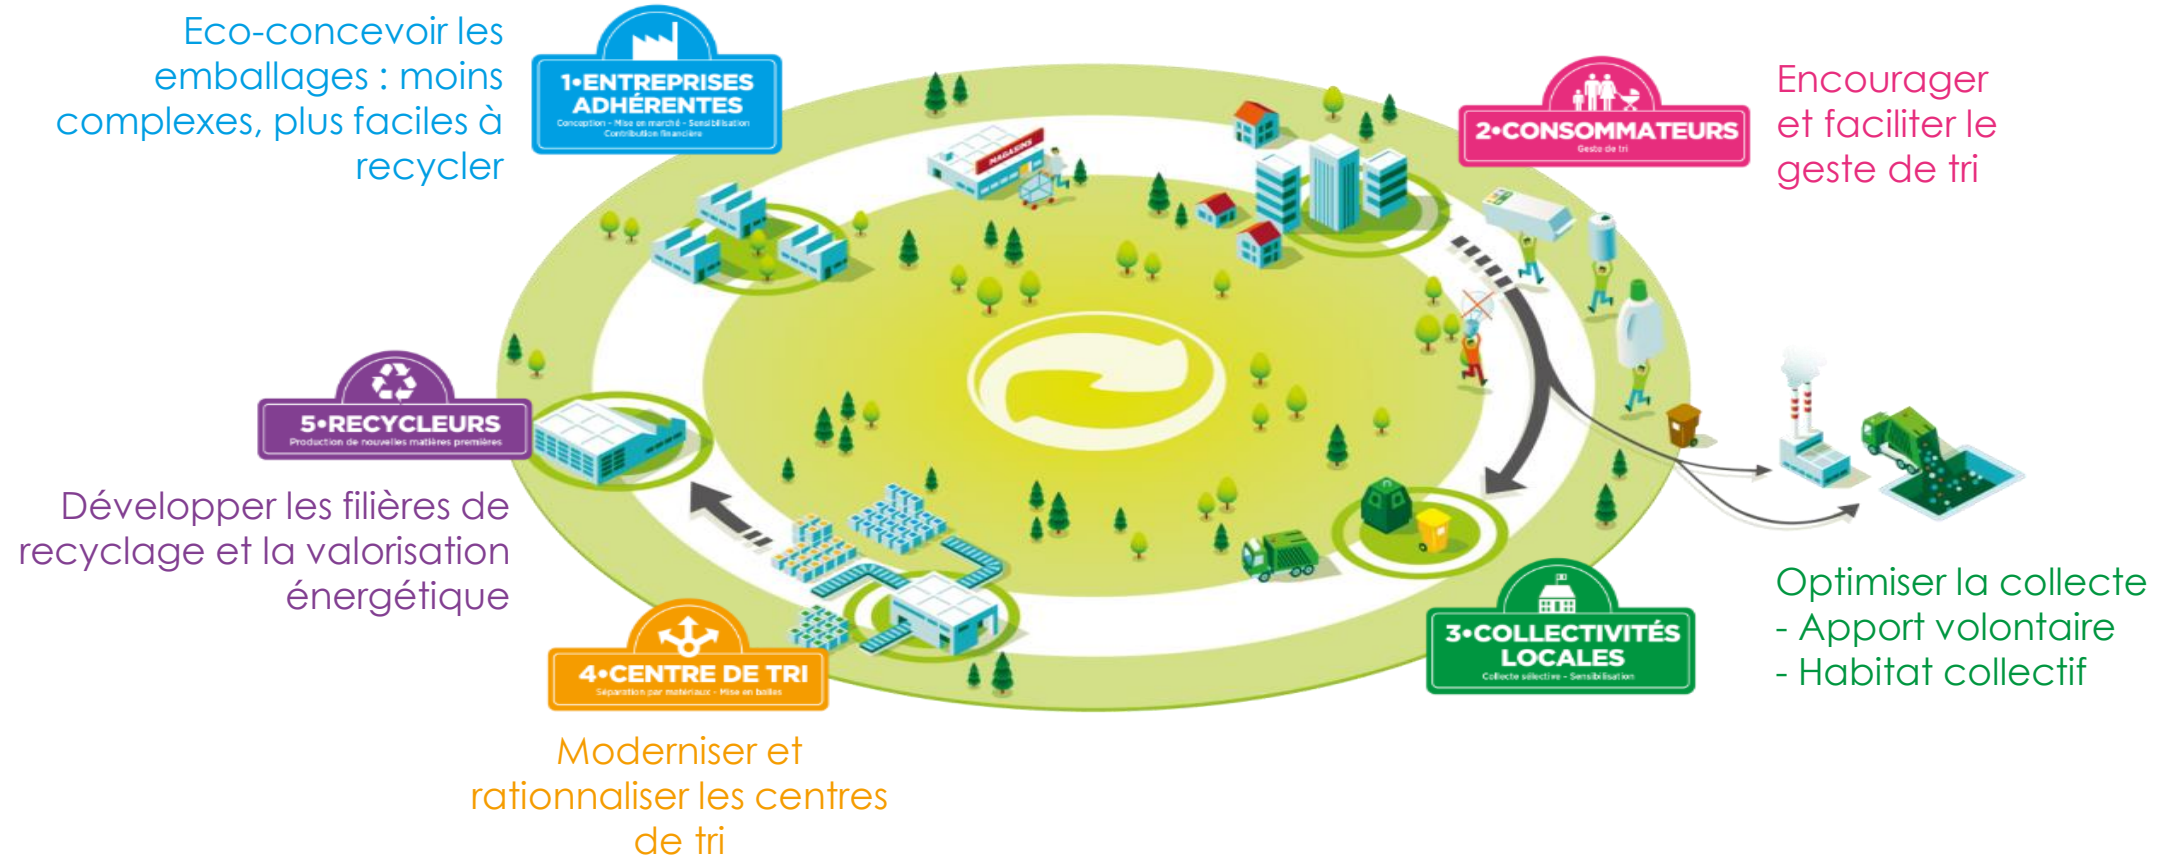 Eco-concevoir les
emballages : moins
complexes, plus faciles à
recycler
1•ENTREPRISES
ADHÉRENTES
Conception - Mise en marché - Sensibilisation
Contribution financière
MAGASINS
2•CONSOMMATEURS
Geste de tri
Encourager
et faciliter le
geste de tri
5•RECYCLEURS
Production de nouvelles matières premières
Développer les filières de
recyclage et la valorisation
énergétique
4•CENTRE DE TRI
Séparation par matériaux - Mise en balles
Moderniser et
rationnaliser les centres
de tri
3•COLLECTIVITÉS
LOCALES
Collecte sélective - Sensibilisation
Optimiser la collecte
- Apport volontaire
- Habitat collectif